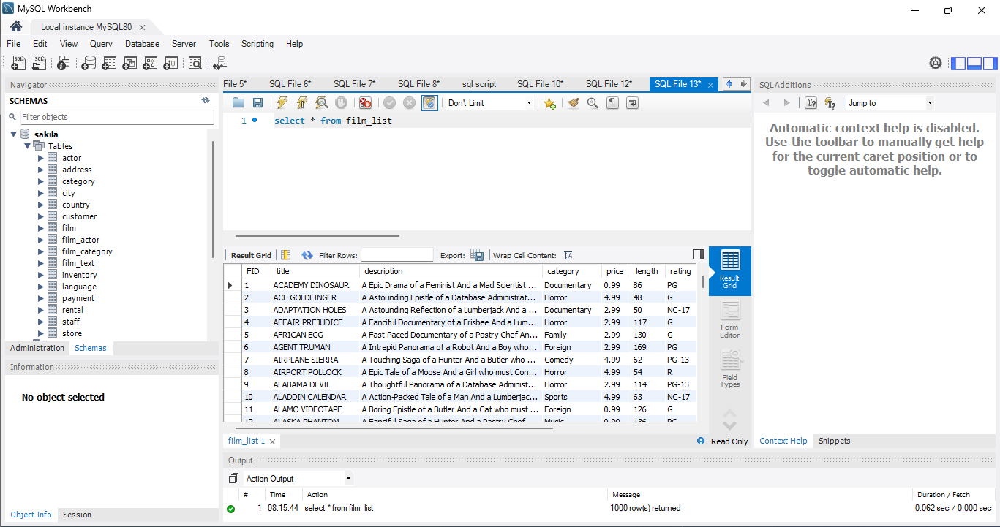 MySQL Workbench
Local instance MySQL80
File Edit View Query Database Server Tools Scripting Help
Navigator
SCHEMAS
Filter objects
sakila
Tables
actor
address
category
city
country
customer
film
film_actor
film_category
film_text
inventory
language
payment
rental
staff
store
Administration Schemas
Information
No object selected
Object Info Session
File 5* SQL File 6* SQL File 7* SQL File 8* sql script SQL File 10* SQL File 12* SQL File 13*
Don't Limit
1 select * from film_list
Result Grid Filter Rows: Export: Wrap Cell Content: IA
FID title description category price length rating
1 ACADEMY DINOSAUR A Epic Drama of a Feminist And a Mad Scientist ... Documentary 0.99 86 PG
2 ACE GOLDFINGER A Astounding Epistle of a Database Administrat... Horror 4.99 48 G
3 ADAPTATION HOLES A Astounding Reflection of a Lumberjack And a ... Documentary 2.99 50 NC-17
4 AFFAIR PREJUDICE A Fanciful Documentary of a Frisbee And a Lum... Horror 2.99 117 G
5 AFRICAN EGG A Fast-Paced Documentary of a Pastry Chef An... Family 2.99 130 G
6 AGENT TRUMAN A Intrepid Panorama of a Robot And a Boy who... Foreign 2.99 169 PG
7 AIRPLANE SIERRA A Touching Saga of a Hunter And a Butler who ... Comedy 4.99 62 PG-13
8 AIRPORT POLLOCK A Epic Tale of a Moose And a Girl who must Con... Horror 4.99 54 R
9 ALABAMA DEVIL A Thoughtful Panorama of a Database Administ... Horror 2.99 114 PG-13
10 ALADDIN CALENDAR A Action-Packed Tale of a Man And a Lumberjac... Sports 4.99 63 NC-17
11 ALAMO VIDEOTAPE A Boring Epistle of a Butler And a Cat who must ... Foreign 0.99 126 G
12 ALASKA PHANTOM A Fanciful Saga of a Hunter And a Pastry Chef Music 0.99 136 PG
Result
Grid
Form
Editor
Field
Types
film_list 1
Read Only
SQLAdditions
Jump to
Automatic context help is disabled.
Use the toolbar to manually get help
for the current caret position or to
toggle automatic help.
Context Help Snippets
Output
Action Output
# Time Action Message Duration / Fetch
1 08:15:44 select * from film_list 1000 row(s) returned 0.062 sec / 0.000 sec